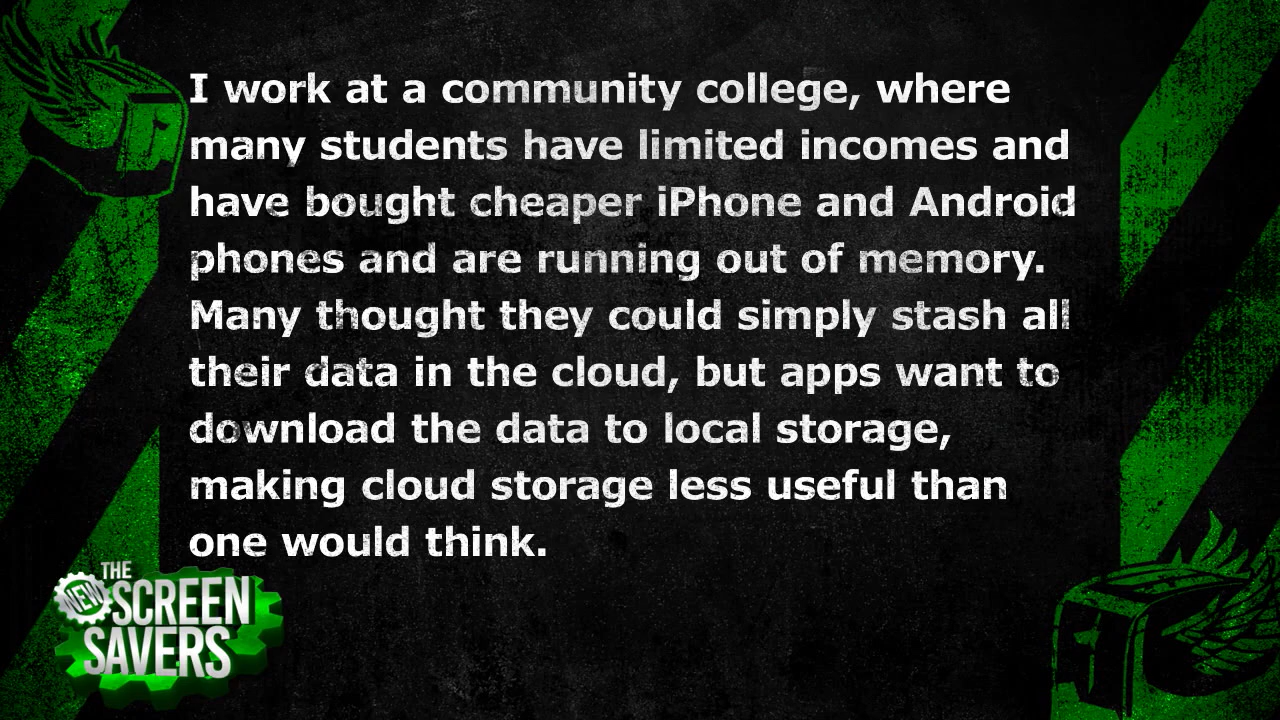 I work at a community college, where
many students have limited incomes and
have bought cheaper iPhone and Android
phones and are running out of memory.
Many thought they could simply stash all
their data in the cloud, but apps want to
download the data to local storage,
making cloud storage less useful than
one would think.
THE
NEW SCREEN
SAVERS